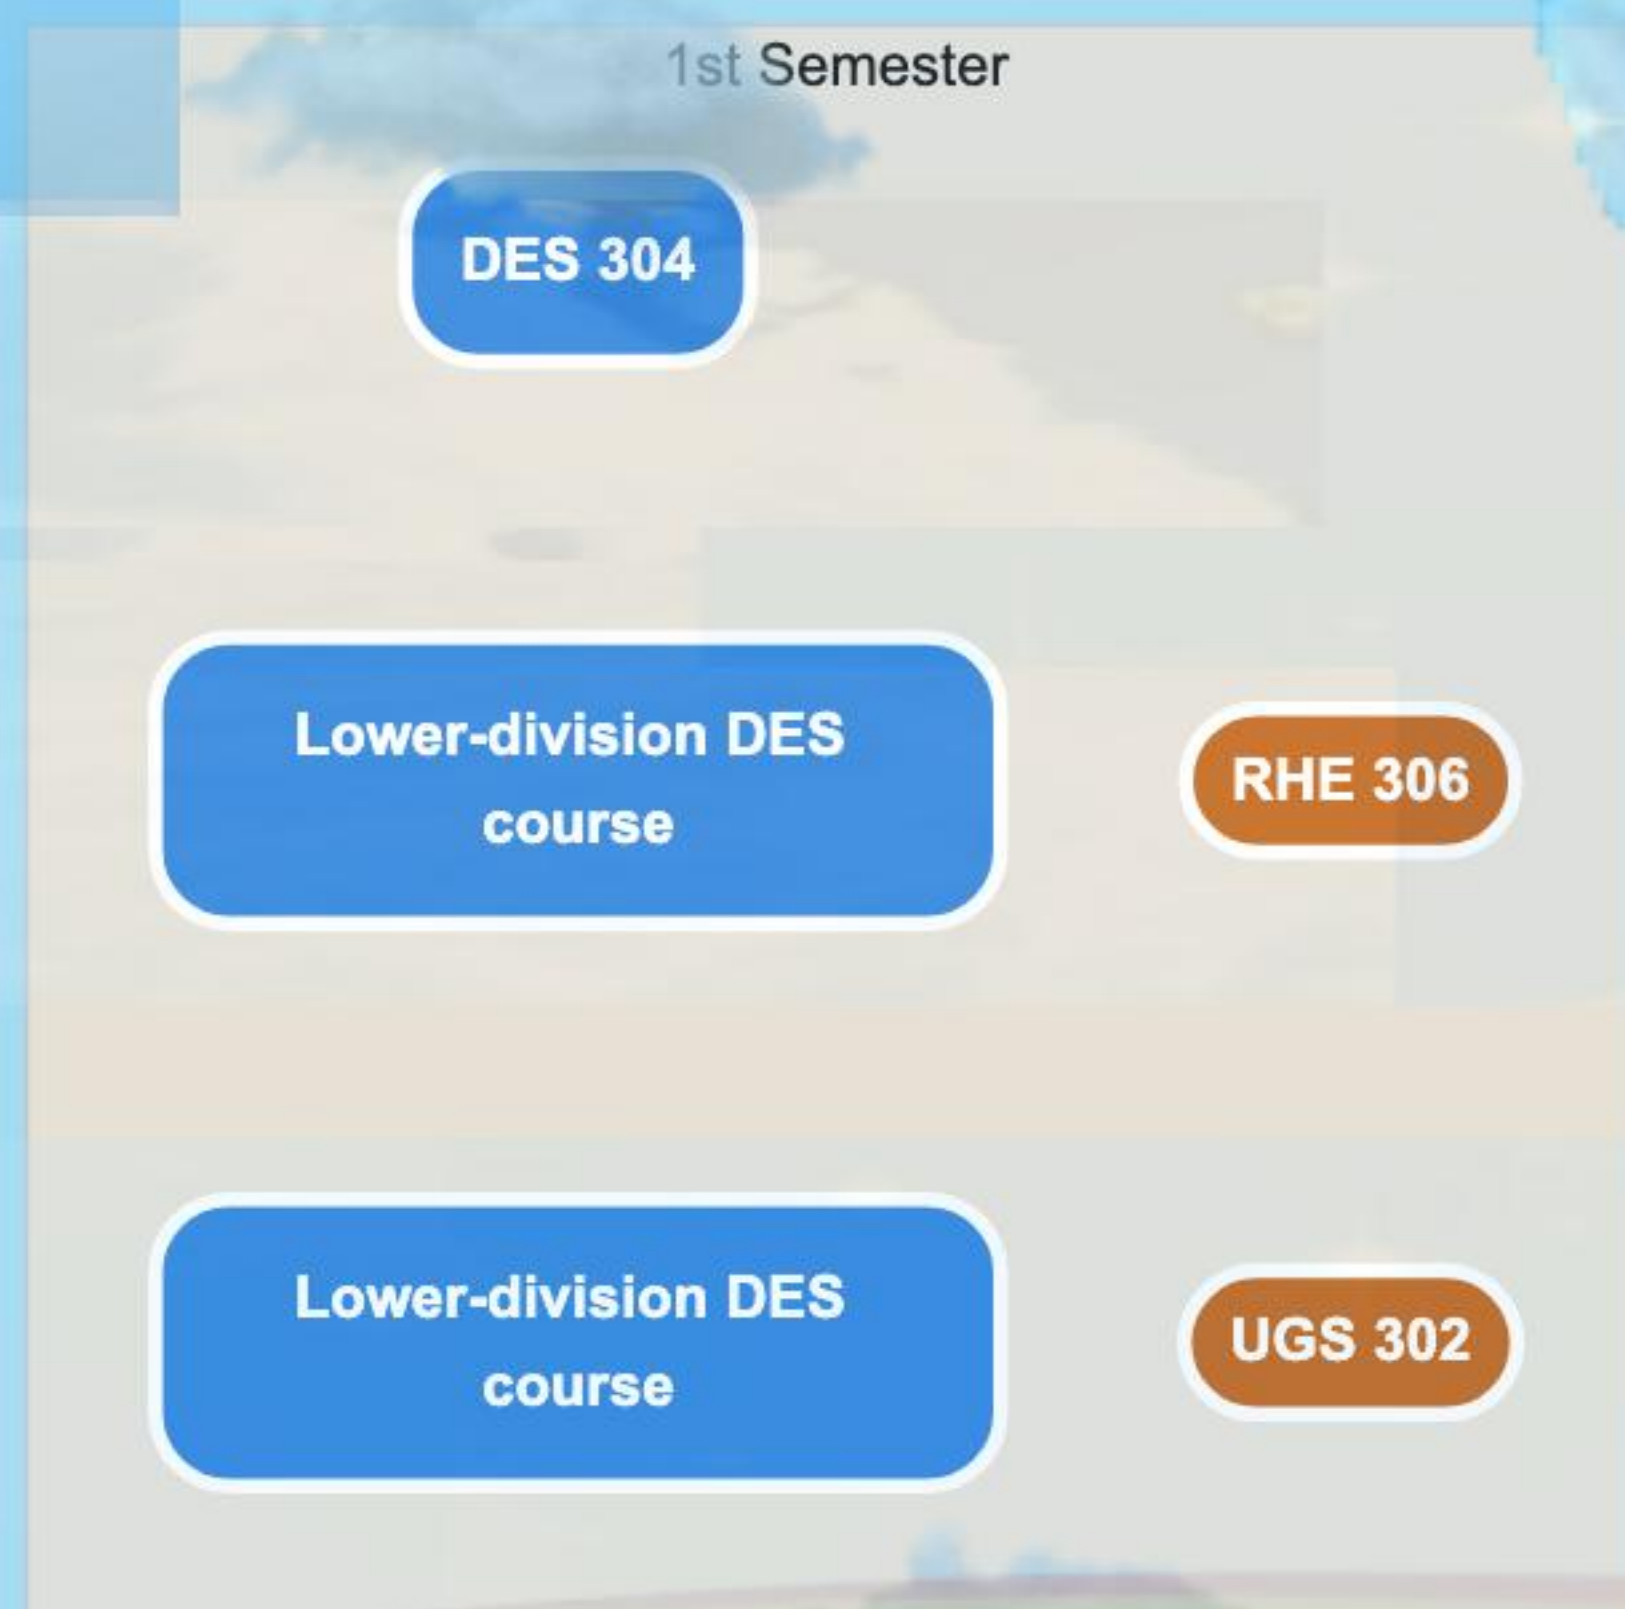 1st Semester
DES 304
Lower-division DES
course
RHE 306
Lower-division DES
course
UGS 302